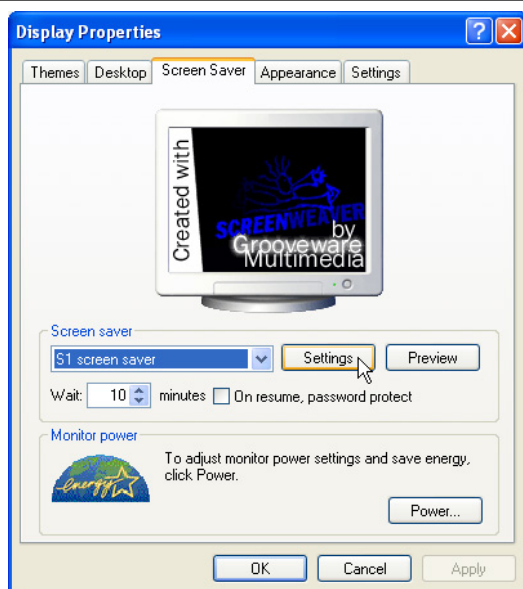 Display Properties
Themes Desktop Screen Saver Appearance Settings
Created with
SCREENWEAVER
by
Grooveware
Multimedia
Screen saver
S1 screen saver Settings Preview
Wait: 10 minutes On resume, password protect
Monitor power
energy
To adjust monitor power settings and save energy,
click Power.
Power...
OK Cancel Apply